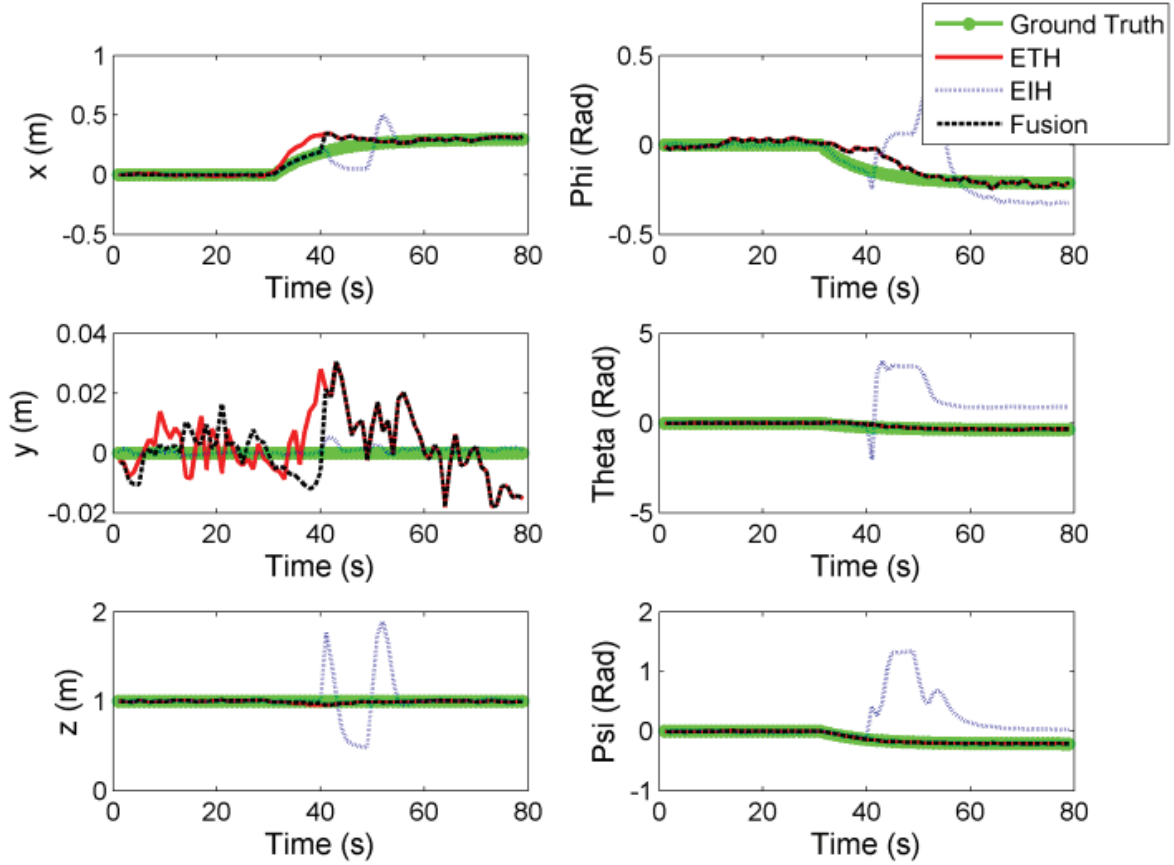 Ground Truth
ETH
EIH
Fusion
1
0.5
0
-0.5
x (m)
0 20 40 60 80
Time (s)
0.5
0
-0.5
Phi (Rad)
0 20 40 60 80
Time (s)
0.04
0.02
0
-0.02
y (m)
0 20 40 60 80
Time (s)
5
0
-5
Theta (Rad)
0 20 40 60 80
Time (s)
2
1
0
z (m)
0 20 40 60 80
Time (s)
2
1
0
-1
Psi (Rad)
0 20 40 60 80
Time (s)